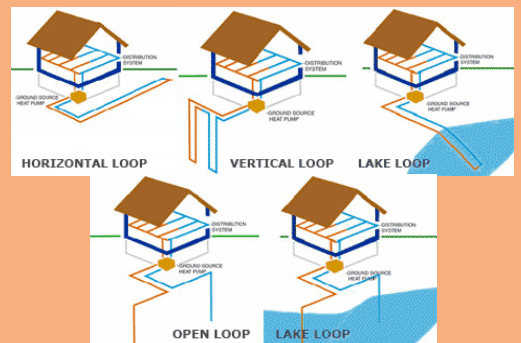 DISTRIBUTION
SYSTEM
GROUND SOURCE
HEAT PUMP
HORIZONTAL LOOP
DISTRIBUTION
SYSTEM
GROUND SOURCE
HEAT PUMP
VERTICAL LOOP
DISTRIBUTION
SYSTEM
GROUND SOURCE
HEAT PUMP
LAKE LOOP
DISTRIBUTION
SYSTEM
GROUND SOURCE
HEAT PUMP
OPEN LOOP
DISTRIBUTION
SYSTEM
GROUND SOURCE
HEAT PUMP
LAKE LOOP